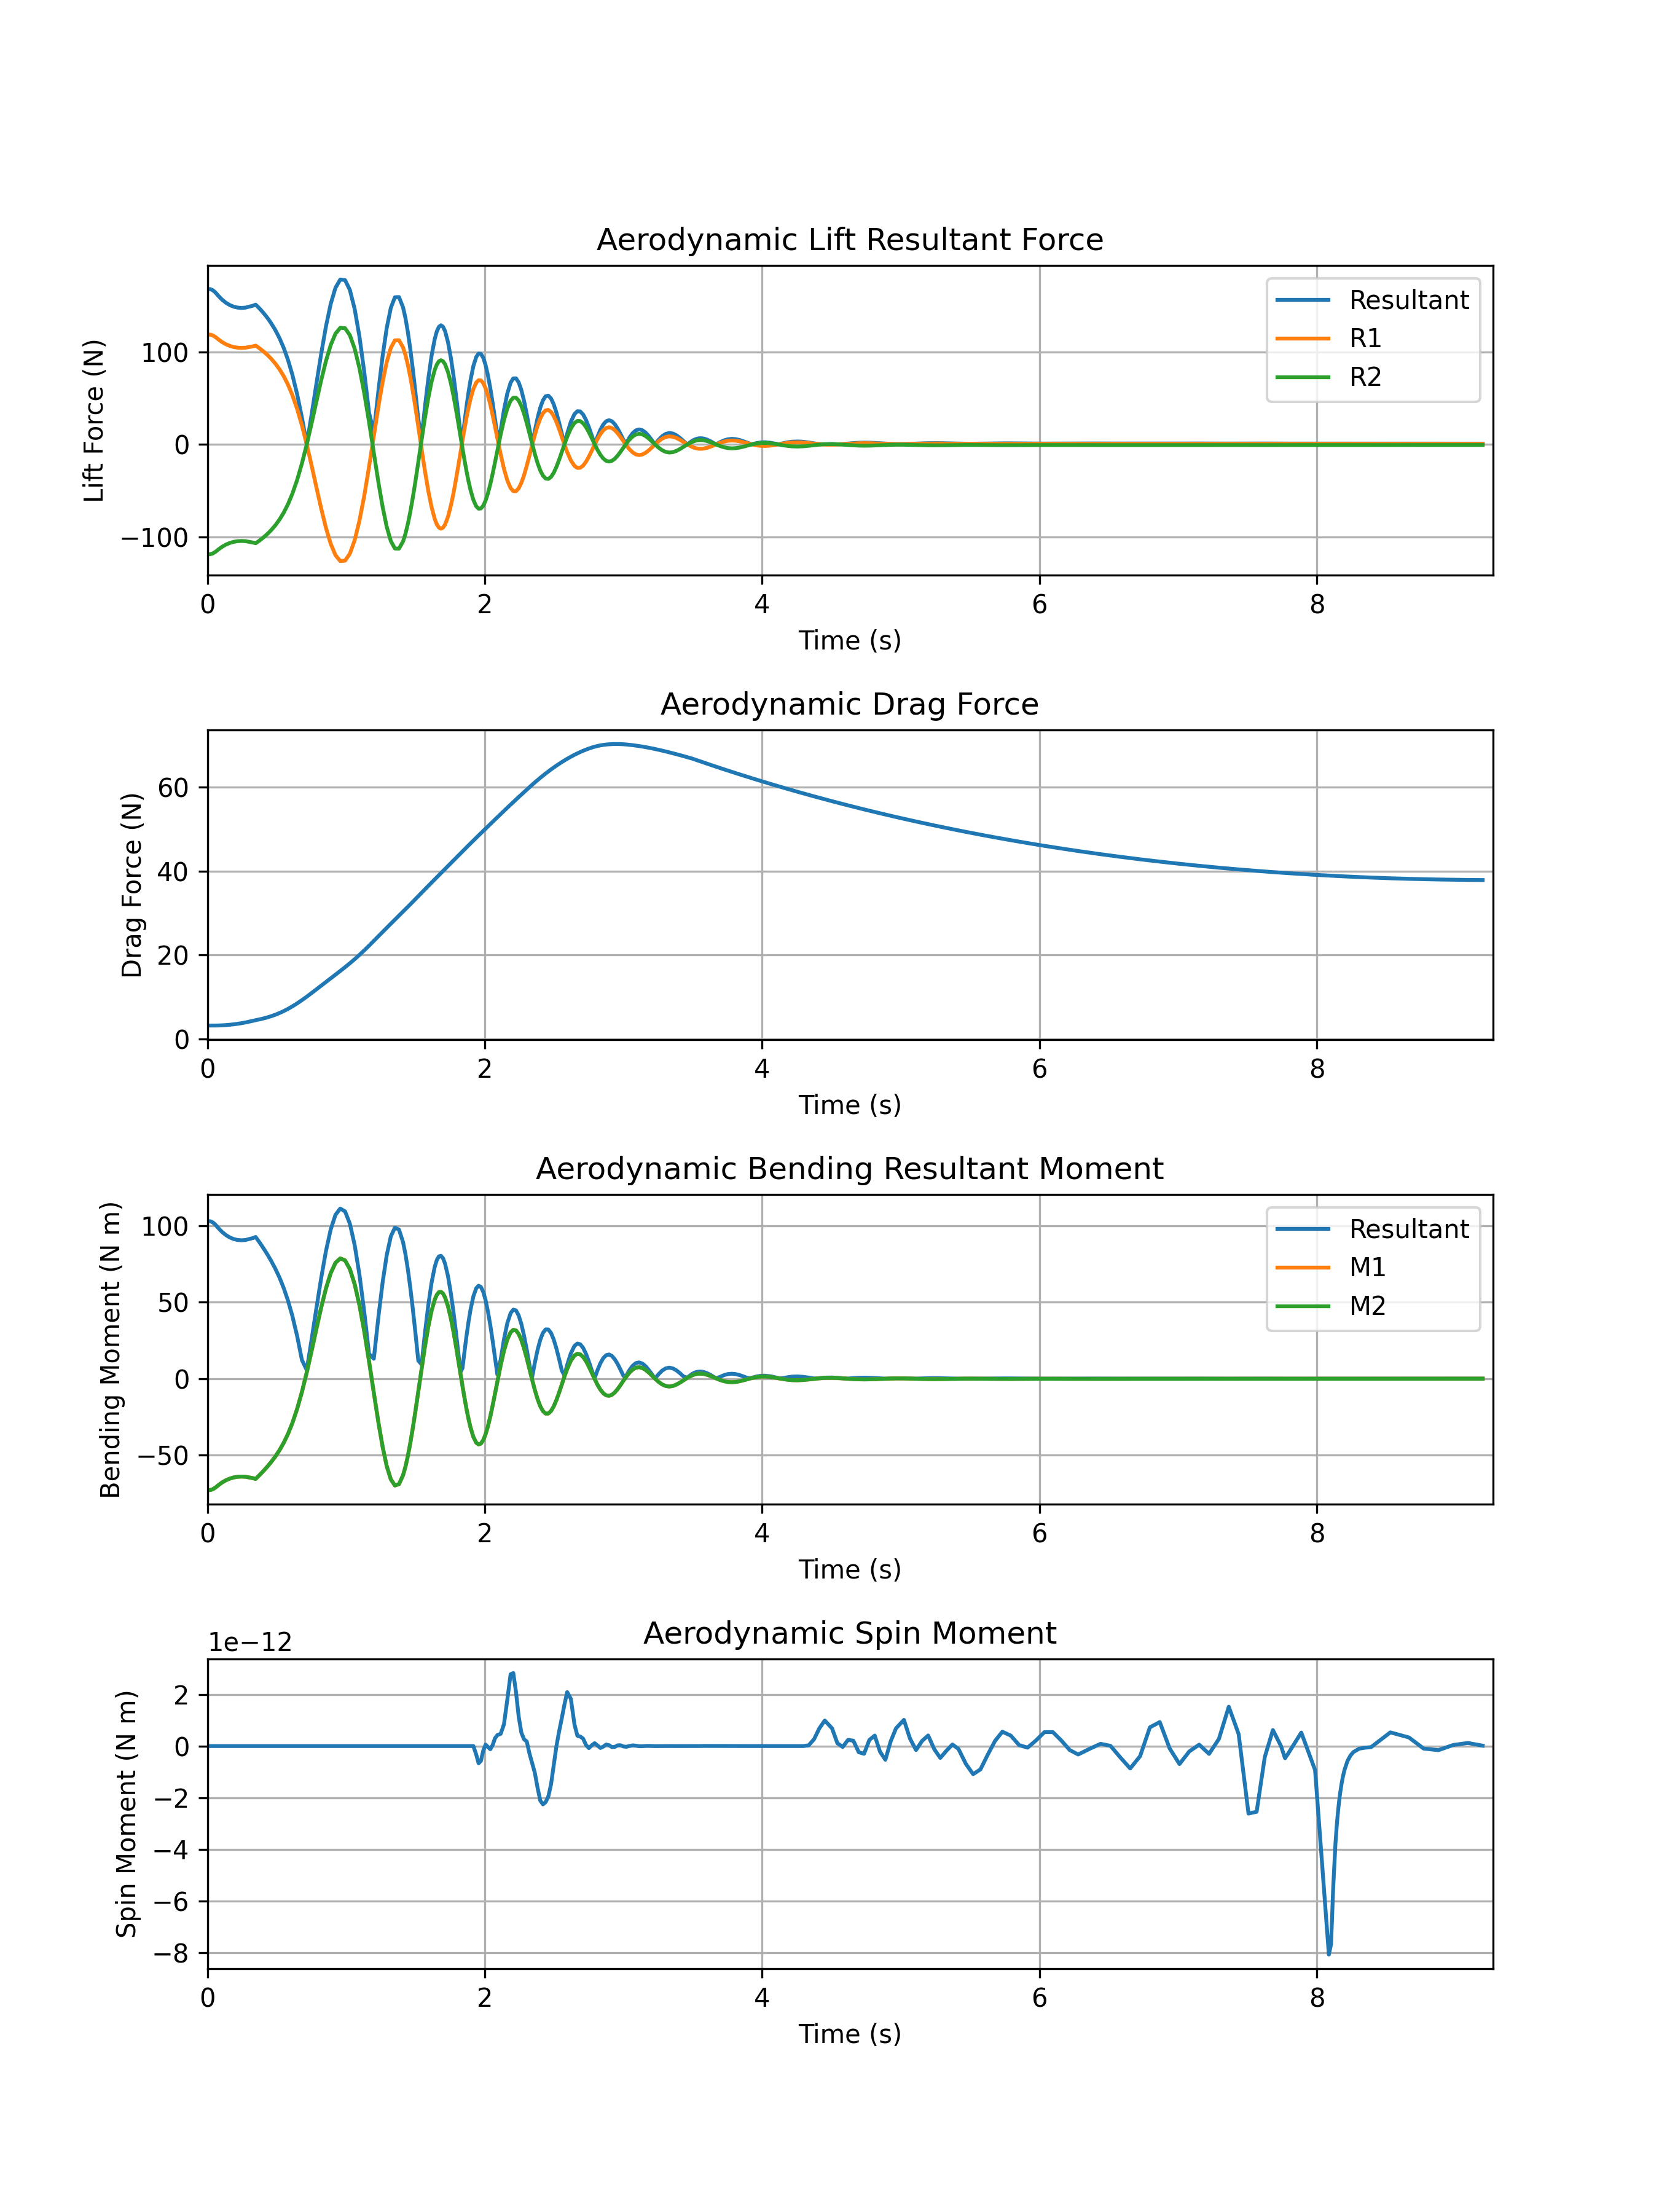 Aerodynamic Lift Resultant Force
Lift Force (N)
100
0
−100
Resultant
R1
R2
0 2 4 6 8
Time (s)
Aerodynamic Drag Force
Drag Force (N)
60
40
20
0
0 2 4 6 8
Time (s)
Aerodynamic Bending Resultant Moment
Bending Moment (N m)
100
50
0
−50
Resultant
M1
M2
0 2 4 6 8
Time (s)
Aerodynamic Spin Moment
1e−12
Spin Moment (N m)
2
0
−2
−4
−6
−8
0 2 4 6 8
Time (s)